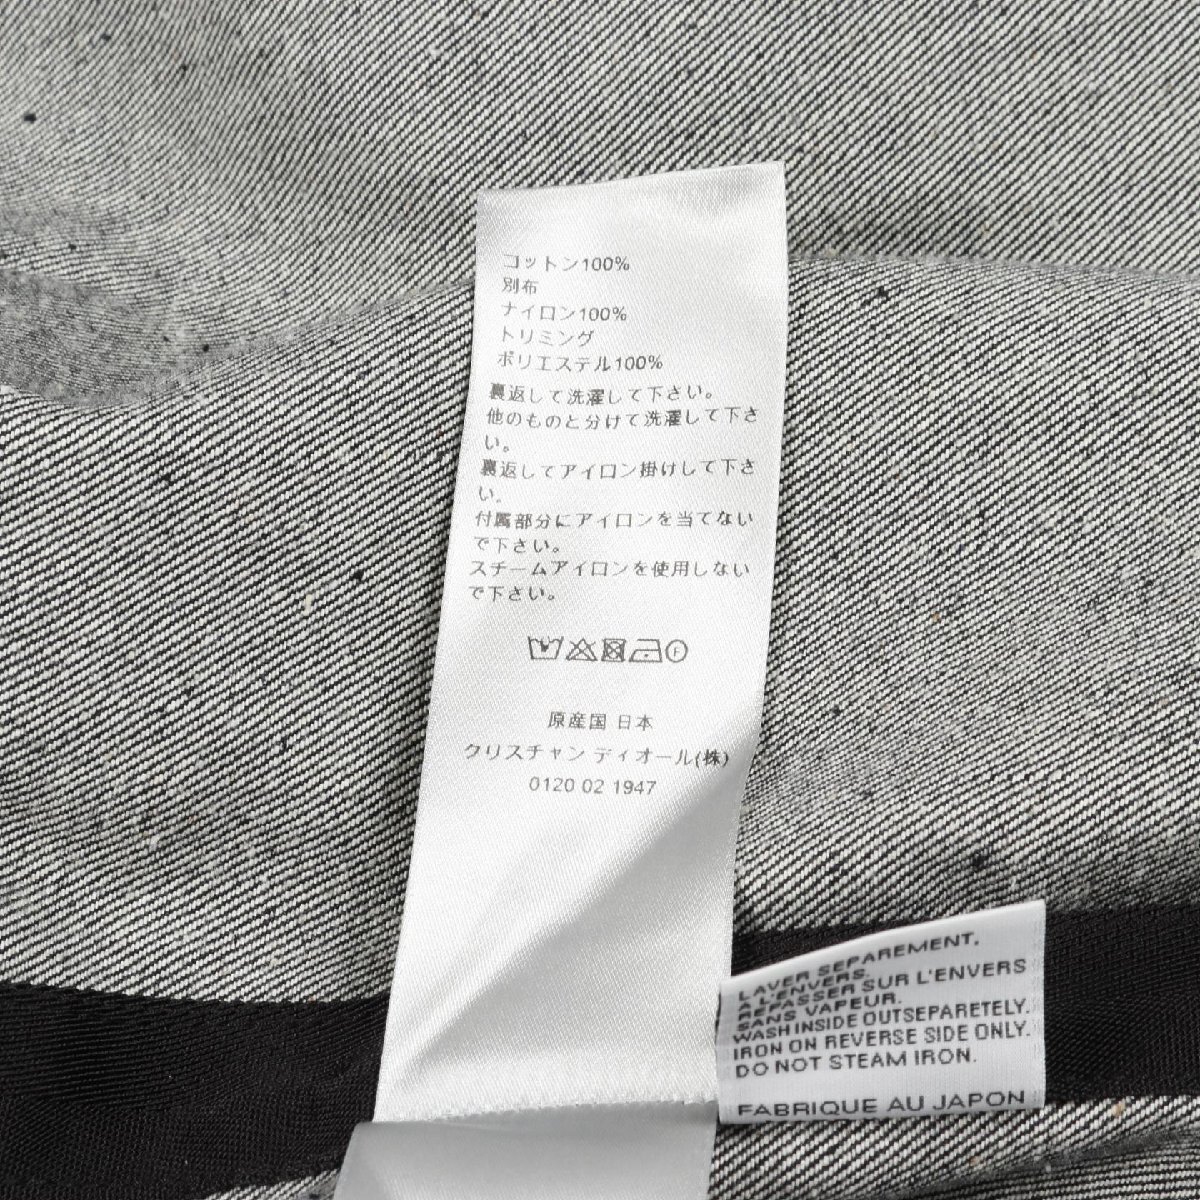 コットン100%
別布
ナイロン100%
トリミング
ポリエステル100%
裏返して洗濯して下さい。
他のものと分けて洗濯して下さ
い。
裏返してアイロン掛けして下さ
い。
付属部分にアイロンを当てない
で下さい。
スチームアイロンを使用しない
で下さい。
F
原産国 日本
クリスチャン ディオール(株)
0120 02 1947
LAVER SEPAREMENT.
A L'ENVERS.
REPASSER SUR L'ENVERS
SANS VAPEUR.
WASH INSIDE OUTSEPARETELY.
IRON ON REVERSE SIDE ONLY.
DO NOT STEAM IRON.
FABRIQUE AU JAPON